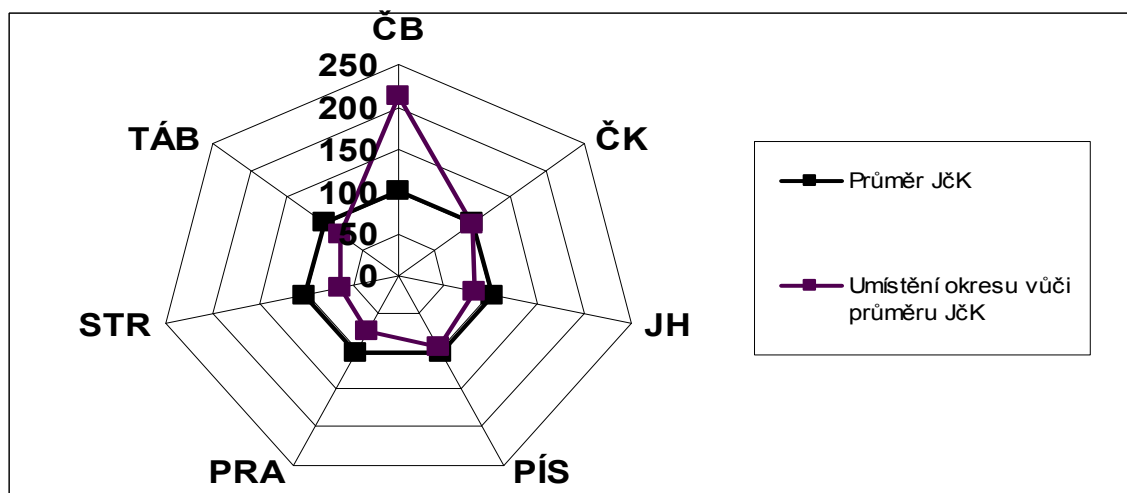 ČB
250
200
150
100
50
0
TÁB
ČK
STR
JH
PRA
PÍS
Průměr JčK
Umístění okresu vůči
průměru JčK